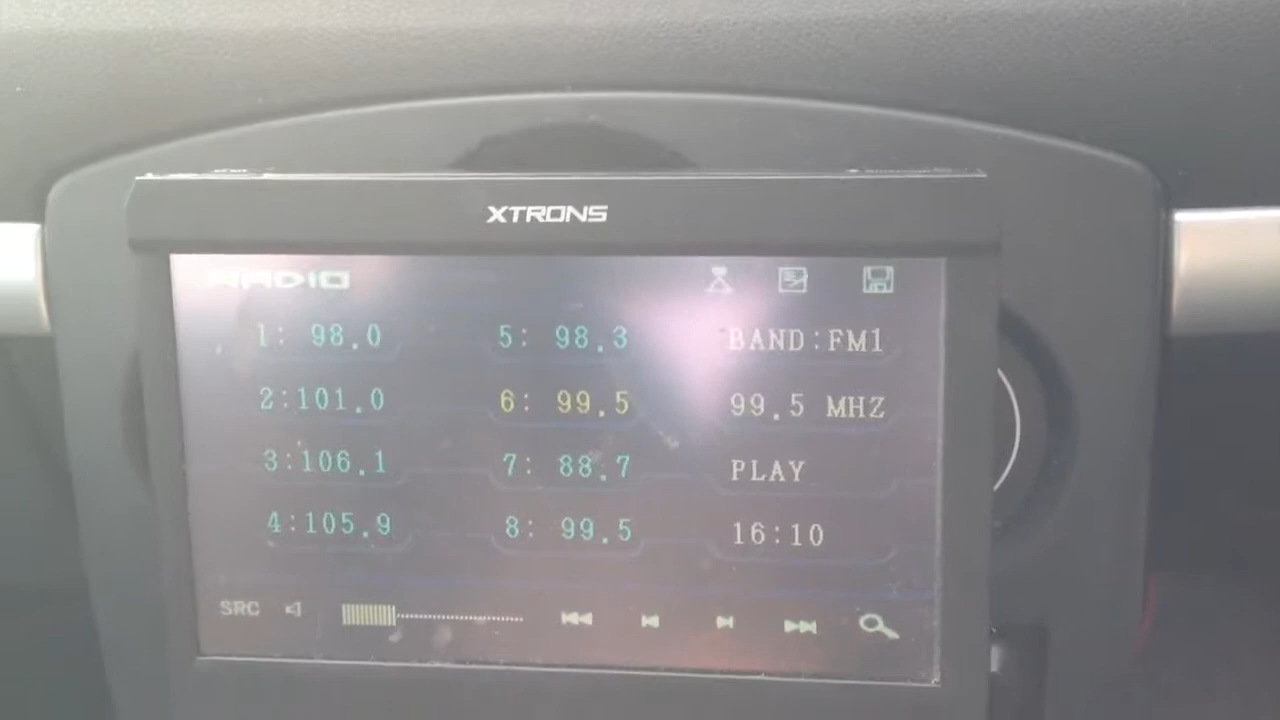 XTRONS
RADIO
1: 98.0 5: 98.3 BAND:FM1
2:101.0 6: 99.5 99.5 MHZ
3:106.1 7: 88.7 PLAY
4:105.9 8: 99.5 16:10
SRC